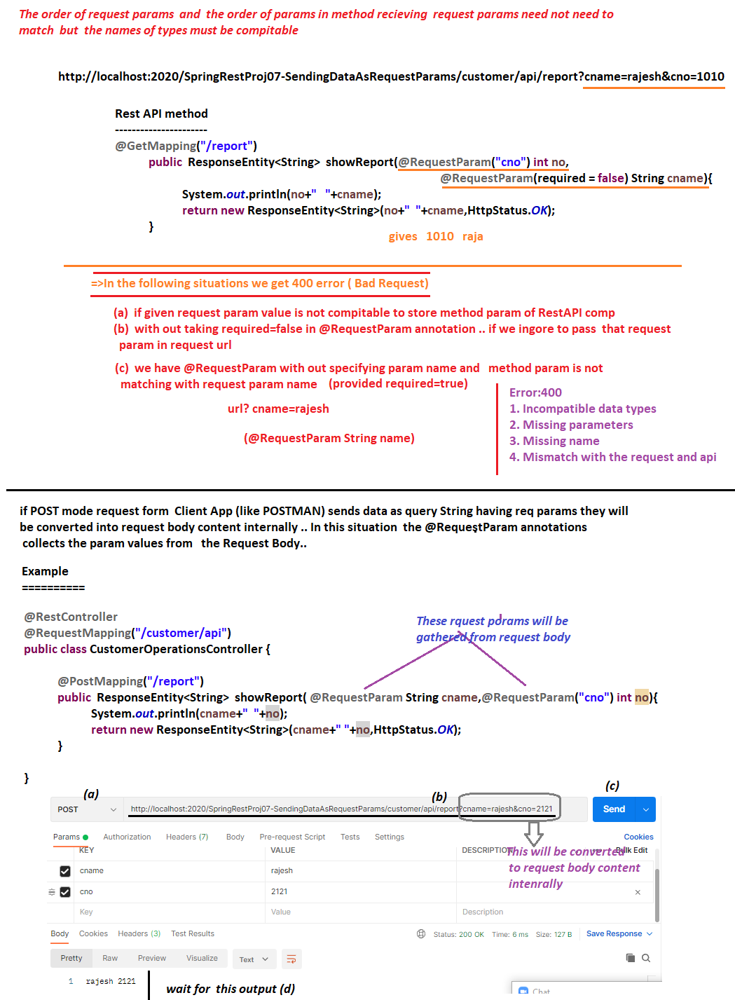 The order of request params and the order of params in method recieving request params need not need to
match but the names of types must be compitable
http://localhost:2020/SpringRestProj07-SendingDataAsRequestParams/customer/api/report?cname=rajesh&cno=1010
Rest API method
----------------------
@GetMapping("/report")
public ResponseEntity<String> showReport(@RequestParam("cno") int no,
@RequestParam(required = false) String cname){
System.out.println(no+" "+cname);
return new ResponseEntity<String>(no+" "+cname,HttpStatus.OK);
}
gives 1010 raja
=>In the following situations we get 400 error ( Bad Request)
(a) if given request param value is not compitable to store method param of RestAPI comp
(b) with out taking required=false in @RequestParam annotation .. if we ingore to pass that request
param in request url
(c) we have @RequestParam with out specifying param name and method param is not
matching with request param name (provided required=true)
url? cname=rajesh
(@RequestParam String name)
Error:400
1. Incompatible data types
2. Missing parameters
3. Missing name
4. Mismatch with the request and api
if POST mode request form Client App (like POSTMAN) sends data as query String having req params they will
be converted into request body content internally .. In this situation the @RequestParam annotations
collects the param values from the Request Body..
Example
==========
@RestController
@RequestMapping("/customer/api")
public class CustomerOperationsController {
These rquest params will be
gathered from request body
@PostMapping("/report")
public ResponseEntity<String> showReport( @RequestParam String cname,@RequestParam("cno") int no){
System.out.println(cname+" "+no);
return new ResponseEntity<String>(cname+" "+no,HttpStatus.OK);
}
}
(a) (b) (c)
POST http://localhost:2020/SpringRestProj07-SendingDataAsRequestParams/customer/api/report?cname=rajesh&cno=2121 Send
Params Authorization Headers (7) Body Pre-request Script Tests Settings Cookies
KEY VALUE DESCRIPTION Bulk Edit
This will be converted
to request body content
intenrally
cname rajesh
cno 2121
Key Value Description
Body Cookies Headers (3) Test Results Status: 200 OK Time: 6 ms Size: 127 B Save Response
Pretty Raw Preview Visualize Text
1 rajesh 2121
wait for this output (d)
Chat